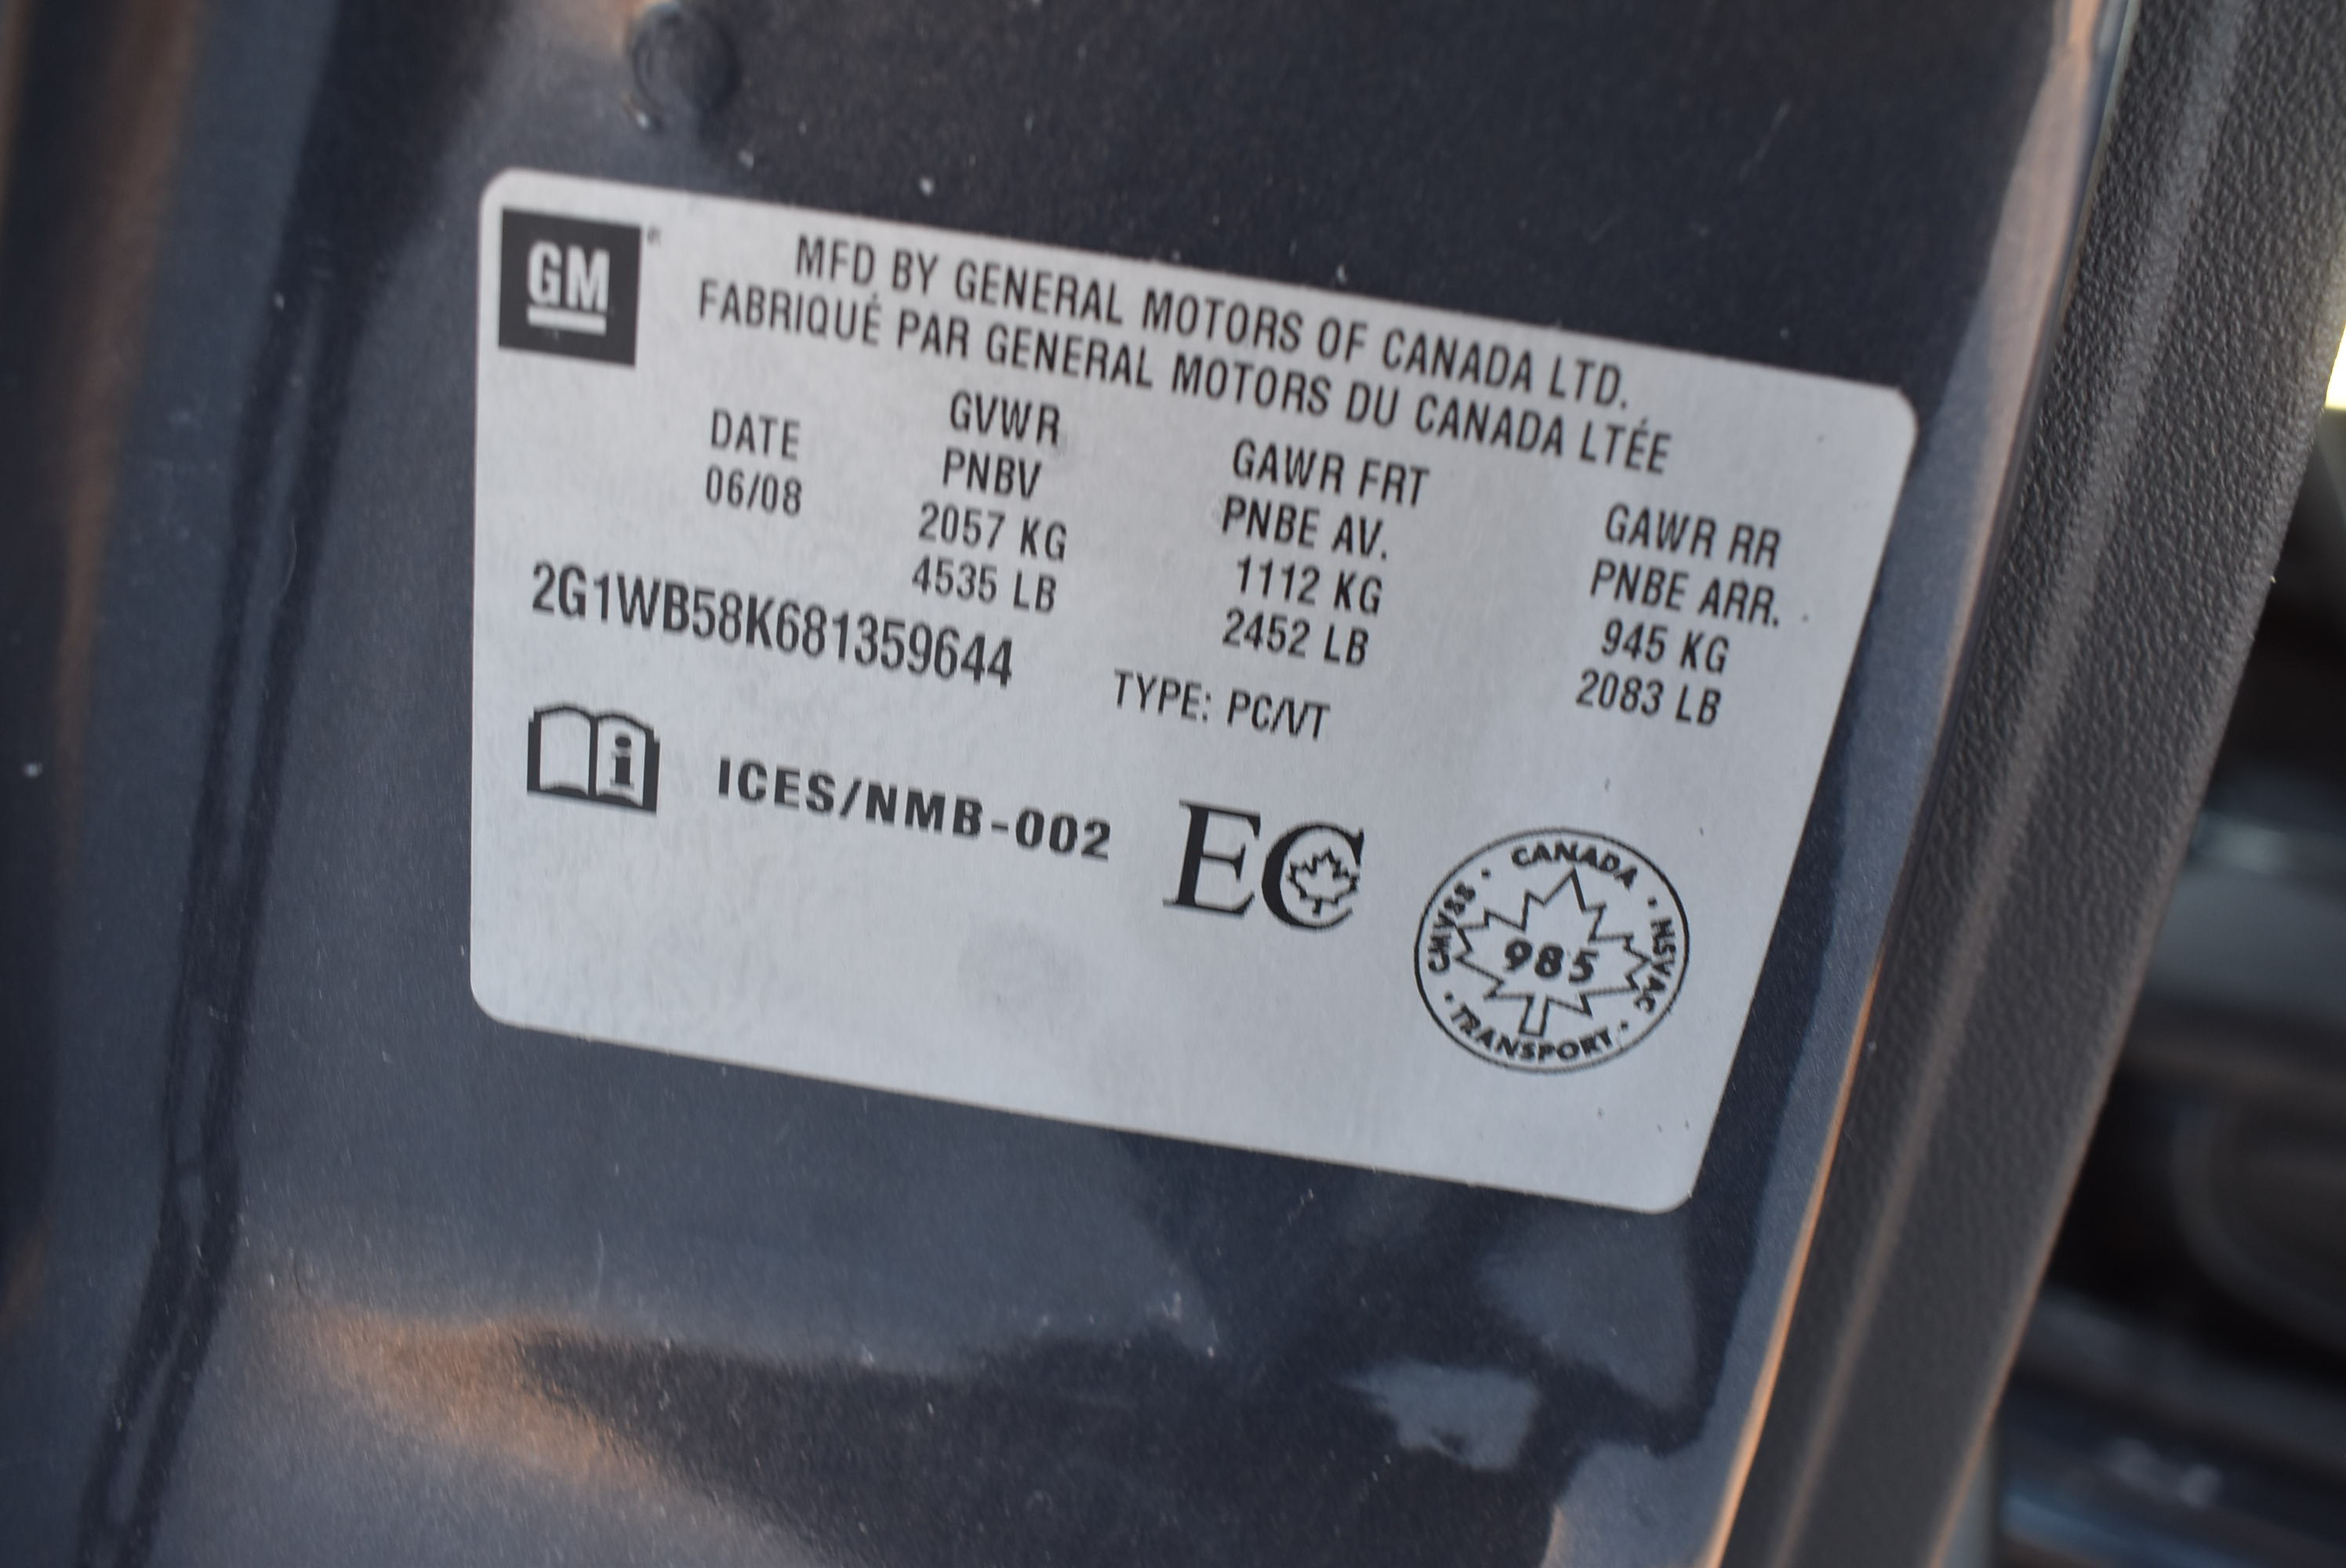 GM
MFD BY GENERAL MOTORS OF CANADA LTD.
FABRIQUÉ PAR GENERAL MOTORS DU CANADA LTÉE
DATE
06/08
GVWR
PNBV
2057 KG
4535 LB
GAWR FRT
PNBE AV.
1112 KG
2452 LB
GAWR RR
PNBE ARR.
945 KG
2083 LB
2G1WB58K681359644
TYPE: PC/VT
i
ICES/NMB-002
EC
CANADA · NSVAC · TRANSPORT · CMVSS ·
985